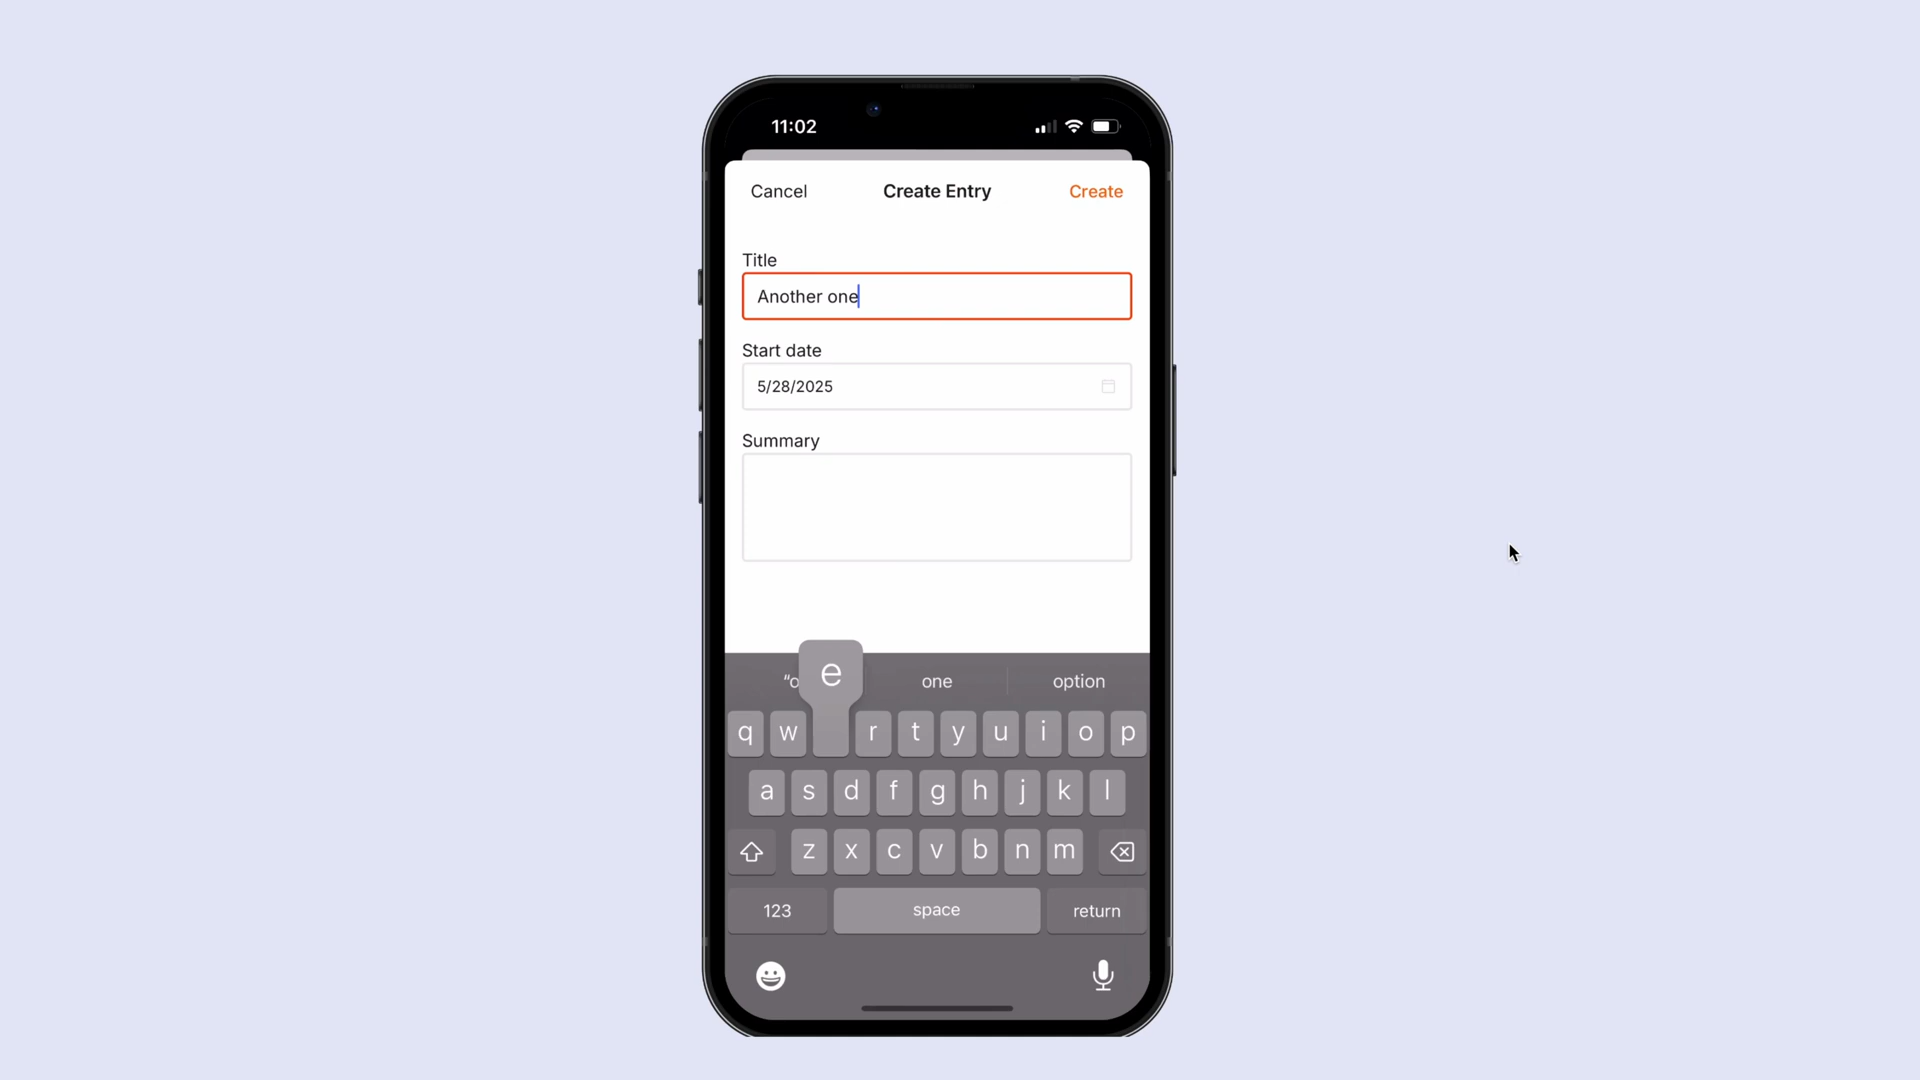 11:02
Cancel Create Entry Create
Title
Another one
Start date
5/28/2025
Summary
“o e one option
q w r t y u i o p
a s d f g h j k l
z x c v b n m
123 space return